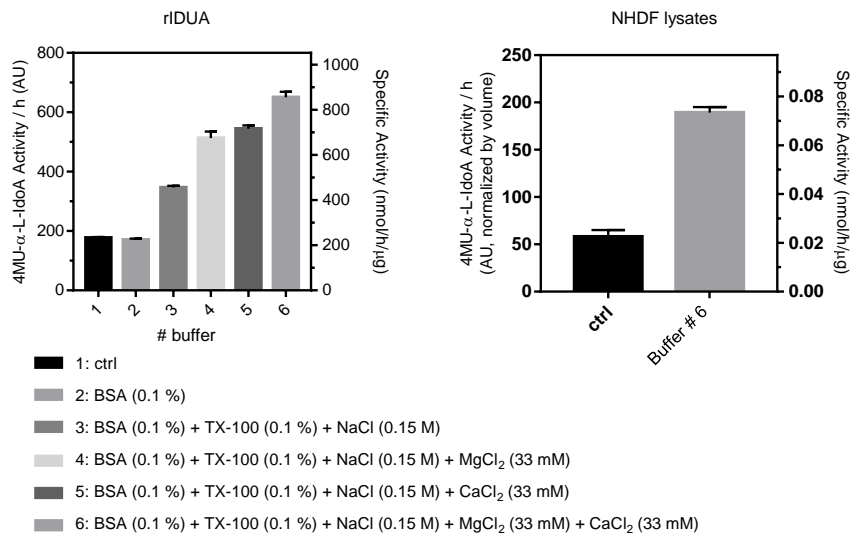 rIDUA
4MU-α-L-IdoA Activity / h (AU)
800
600
400
200
0
1000
800
600
400
200
0
Specific Activity (nmol/h/µg)
1 2 3 4 5 6
# buffer
NHDF lysates
4MU-α-L-IdoA Activity / h
(AU, normalized by volume)
250
200
150
100
50
0
0.08
0.06
0.04
0.02
0.00
Specific Activity (nmol/h/µg)
ctrl
Buffer # 6
1: ctrl
2: BSA (0.1 %)
3: BSA (0.1 %) + TX-100 (0.1 %) + NaCl (0.15 M)
4: BSA (0.1 %) + TX-100 (0.1 %) + NaCl (0.15 M) + MgCl₂ (33 mM)
5: BSA (0.1 %) + TX-100 (0.1 %) + NaCl (0.15 M) + CaCl₂ (33 mM)
6: BSA (0.1 %) + TX-100 (0.1 %) + NaCl (0.15 M) + MgCl₂ (33 mM) + CaCl₂ (33 mM)